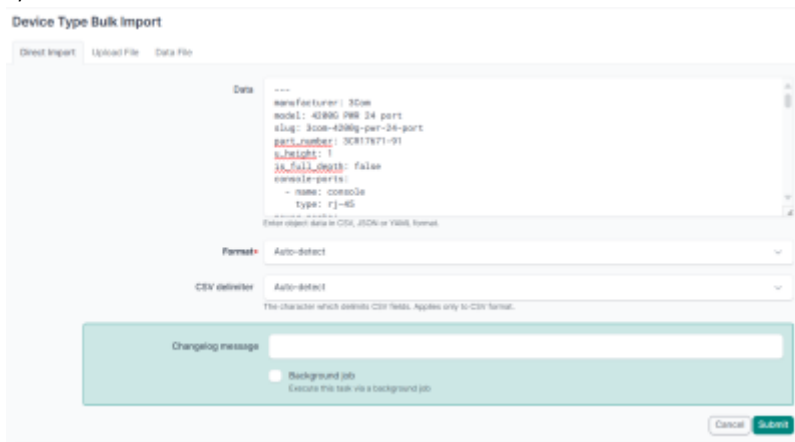 Device Type Bulk Import
Direct Import Upload File Data File
Data
---
manufacturer: 3Com
model: 4200G PWR 24 port
slug: 3com-4200g-pwr-24-port
part_number: 3CR17671-91
u_height: 1
is_full_depth: false
console-ports:
- name: console
type: rj-45
Enter object data in CSV, JSON or YAML format.
Format* Auto-detect
CSV delimiter Auto-detect
The character which delimits CSV fields. Applies only to CSV format.
Changelog message
Background job
Execute this task via a background job
Cancel Submit